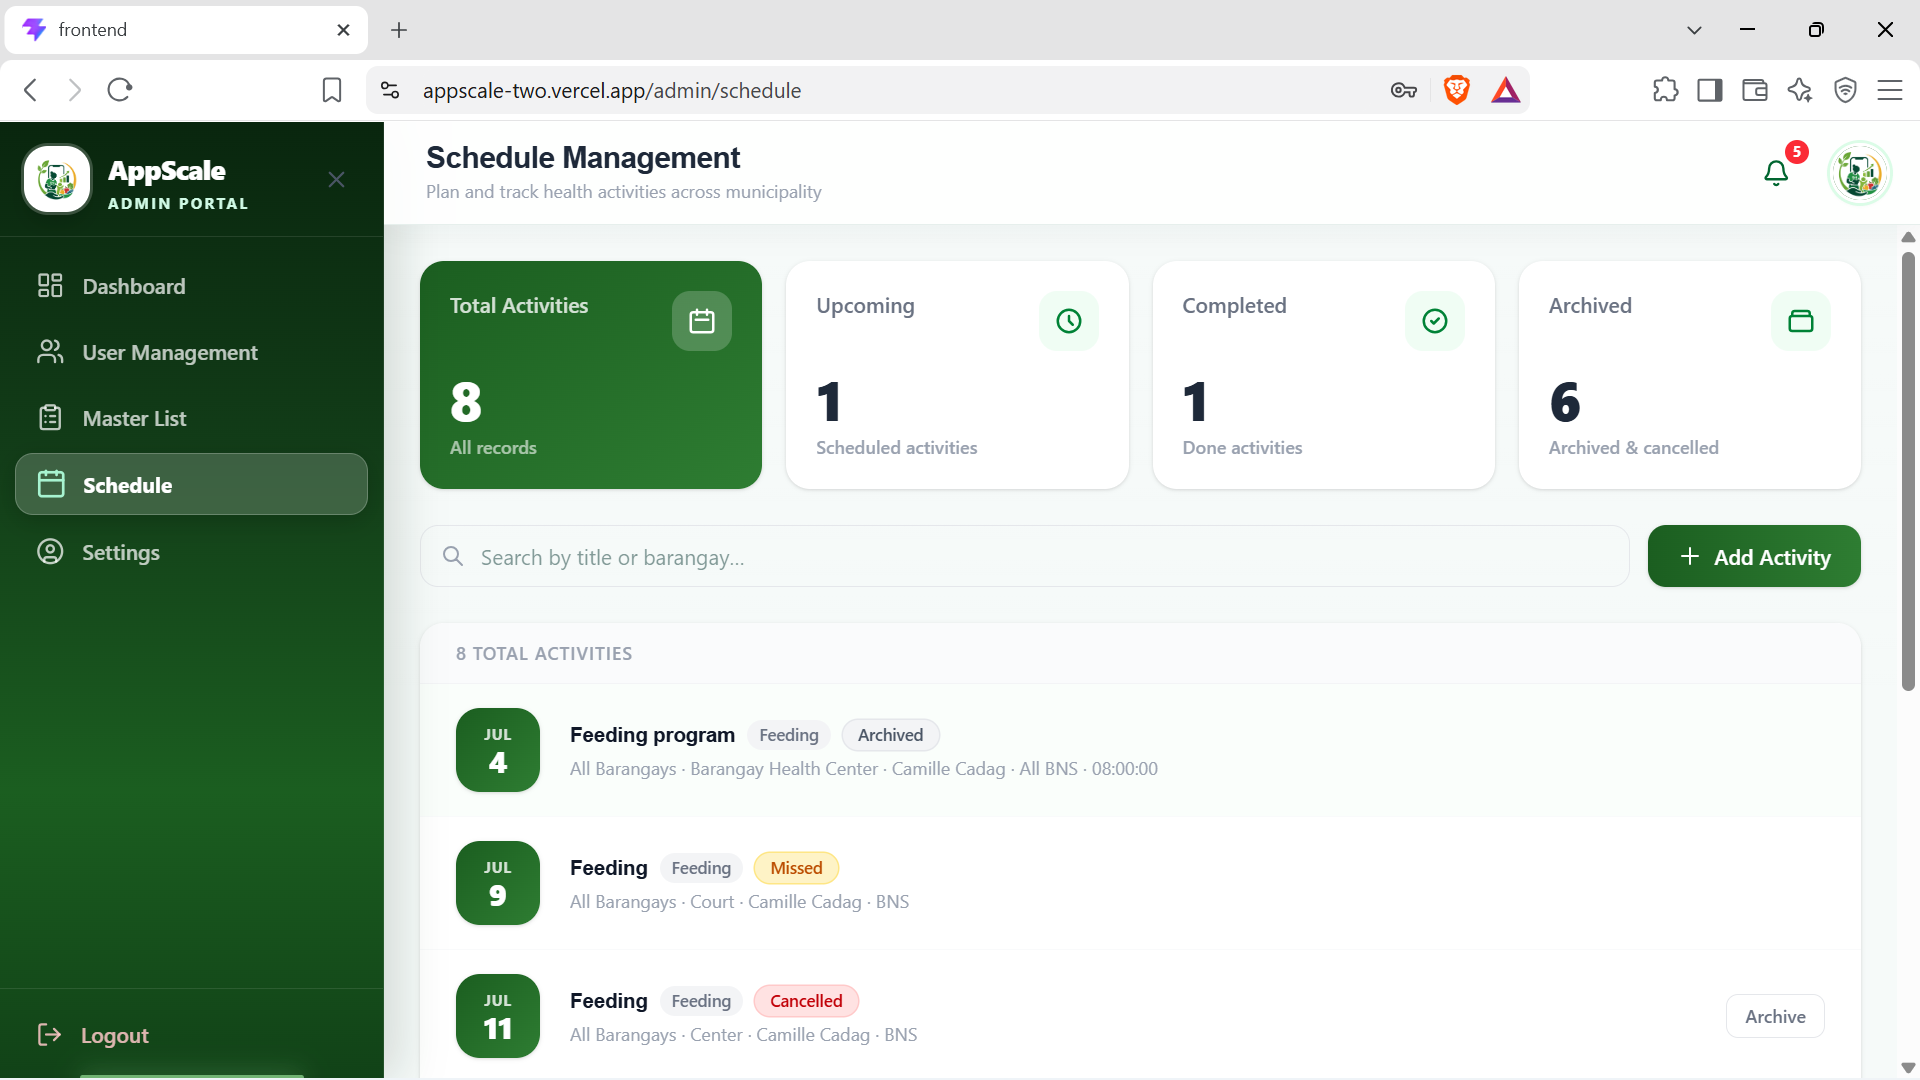 frontend
appscale-two.vercel.app/admin/schedule
AppScale
ADMIN PORTAL
Dashboard
User Management
Master List
Schedule
Settings
Logout
Schedule Management
Plan and track health activities across municipality
5
Total Activities
8
All records
Upcoming
1
Scheduled activities
Completed
1
Done activities
Archived
6
Archived & cancelled
Search by title or barangay...
Add Activity
8 TOTAL ACTIVITIES
JUL
4
Feeding program Feeding Archived
All Barangays · Barangay Health Center · Camille Cadag · All BNS · 08:00:00
JUL
9
Feeding Feeding Missed
All Barangays · Court · Camille Cadag · BNS
JUL
11
Feeding Feeding Cancelled
All Barangays · Center · Camille Cadag · BNS
Archive